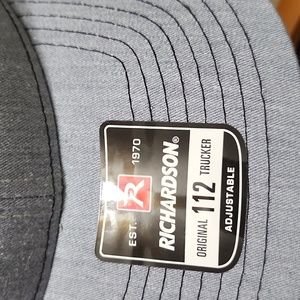 EST. R 1970
RICHARDSON®
ORIGINAL 112 TRUCKER
ADJUSTABLE